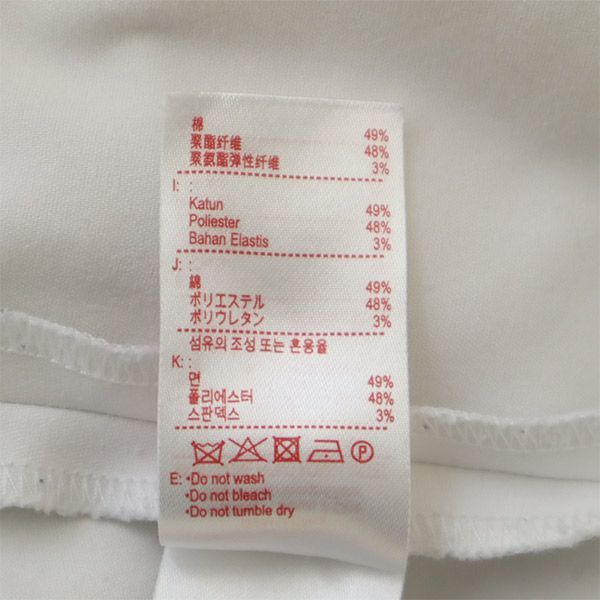 棉 49%
聚酯纤维 48%
聚氨酯弹性纤维 3%
I: :
Katun 49%
Poliester 48%
Bahan Elastis 3%
J: :
綿 49%
ポリエステル 48%
ポリウレタン 3%
섬유의 조성 또는 혼용율
K: :
면 49%
폴리에스터 48%
스판덱스 3%
P
E: •Do not wash
•Do not bleach
•Do not tumble dry